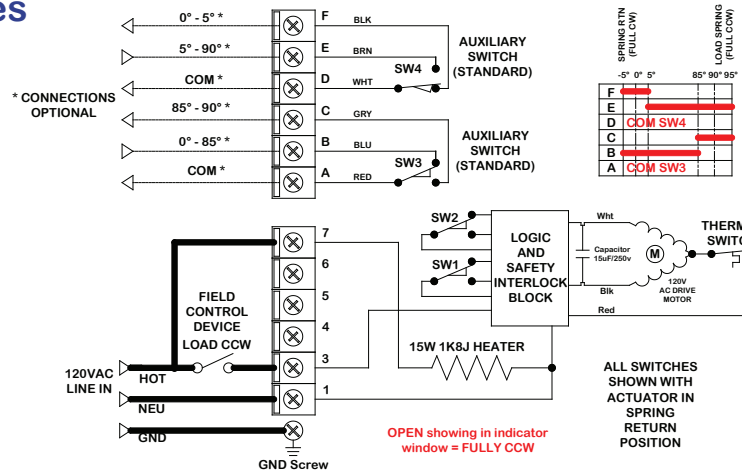 es
0° - 5° *
F
BLK
5° - 90° *
E
BRN
COM *
D
WHT
SW4
AUXILIARY
SWITCH
(STANDARD)
* CONNECTIONS
OPTIONAL
85° - 90° *
C
GRY
0° - 85° *
B
BLU
COM *
A
RED
SW3
AUXILIARY
SWITCH
(STANDARD)
SPRING RTN
(FULL CW)
LOAD SPRING
(FULL CCW)
-5° 0° 5°
85° 90° 95°
F
E
D COM SW4
C
B
A COM SW3
7
6
5
4
3
1
FIELD
CONTROL
DEVICE
LOAD CCW
120VAC
LINE IN
HOT
NEU
GND
GND Screw
SW2
SW1
LOGIC
AND
SAFETY
INTERLOCK
BLOCK
Wht
Capacitor
15uF/250v
M
120V
AC DRIVE
MOTOR
Blk
Red
THERM
SWITC
15W 1K8J HEATER
OPEN showing in indicator
window = FULLY CCW
ALL SWITCHES
SHOWN WITH
ACTUATOR IN
SPRING
RETURN
POSITION